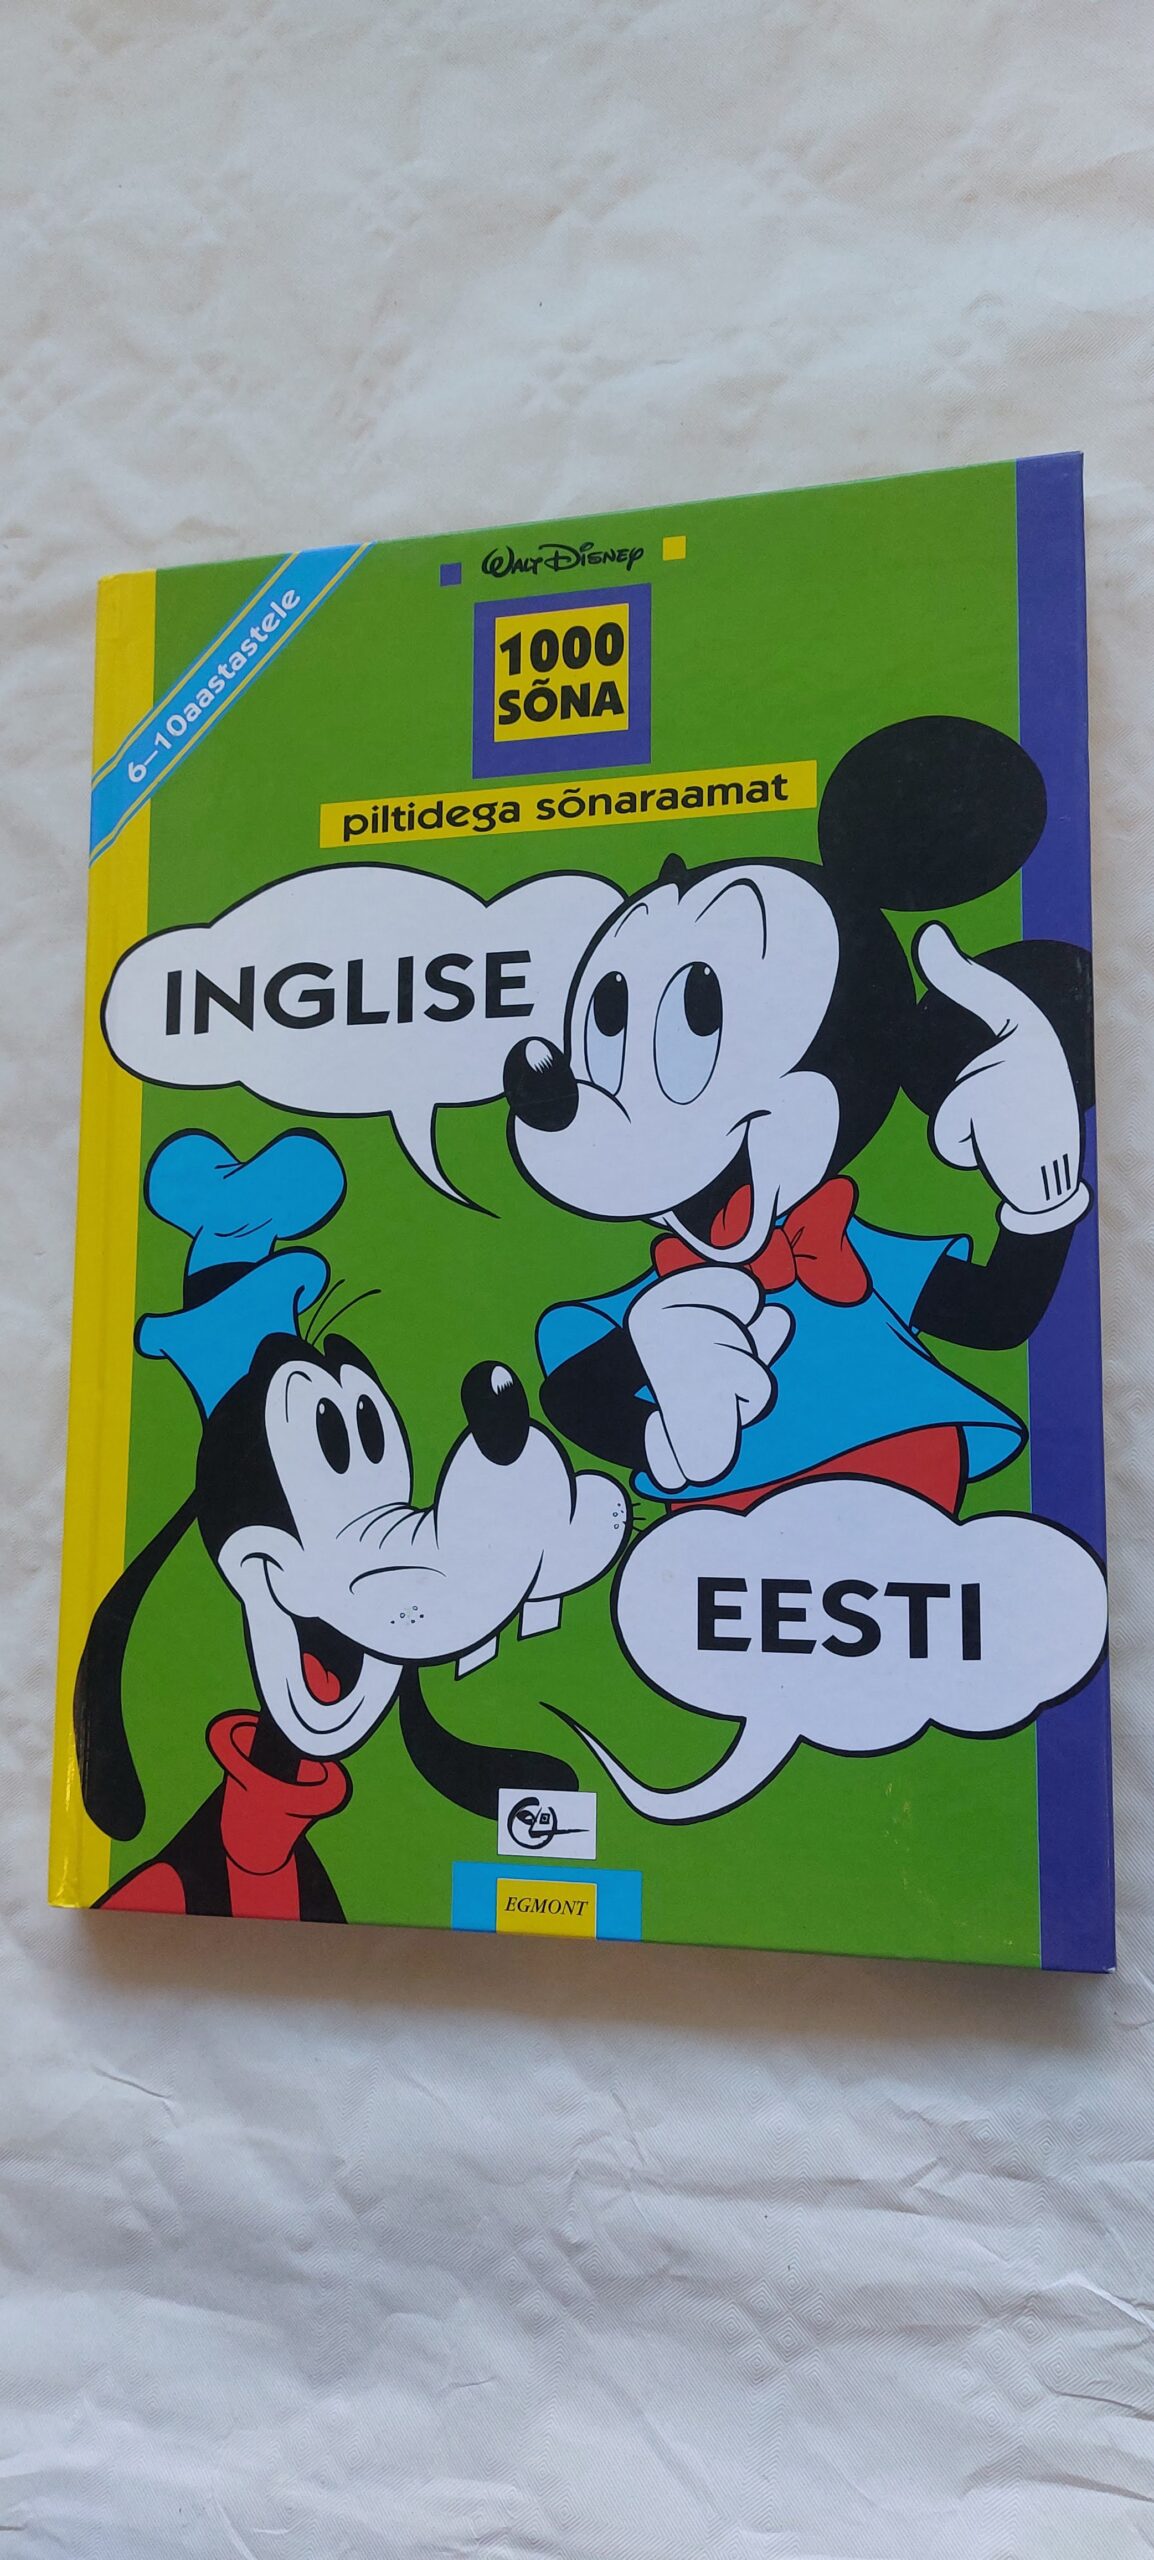 Walt Disney
6–10aastastele
1000
SÕNA
piltidega sõnaraamat
INGLISE
EESTI
EGMONT